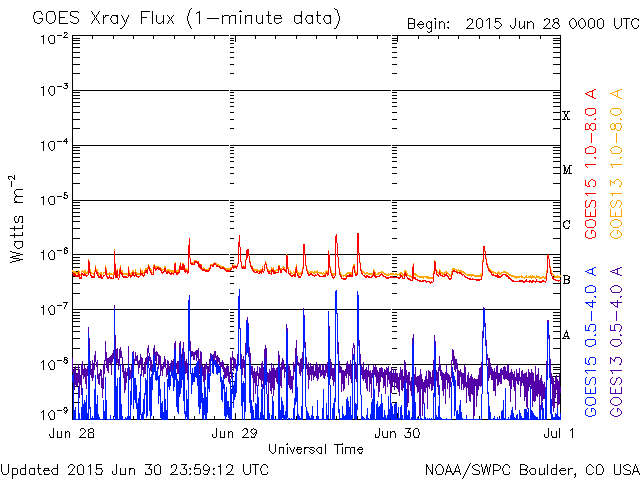 GOES Xray Flux (1-minute data)
Begin: 2015 Jun 28 0000 UTC
Watts m-2
10-2
10-3
10-4
10-5
10-6
10-7
10-8
10-9
X
M
C
B
A
GOES15 1.0-8.0 A
GOES13 1.0-8.0 A
GOES15 0.5-4.0 A
GOES13 0.5-4.0 A
Jun 28
Jun 29
Jun 30
Jul 1
Universal Time
Updated 2015 Jun 30 23:59:12 UTC
NOAA/SWPC Boulder, CO USA